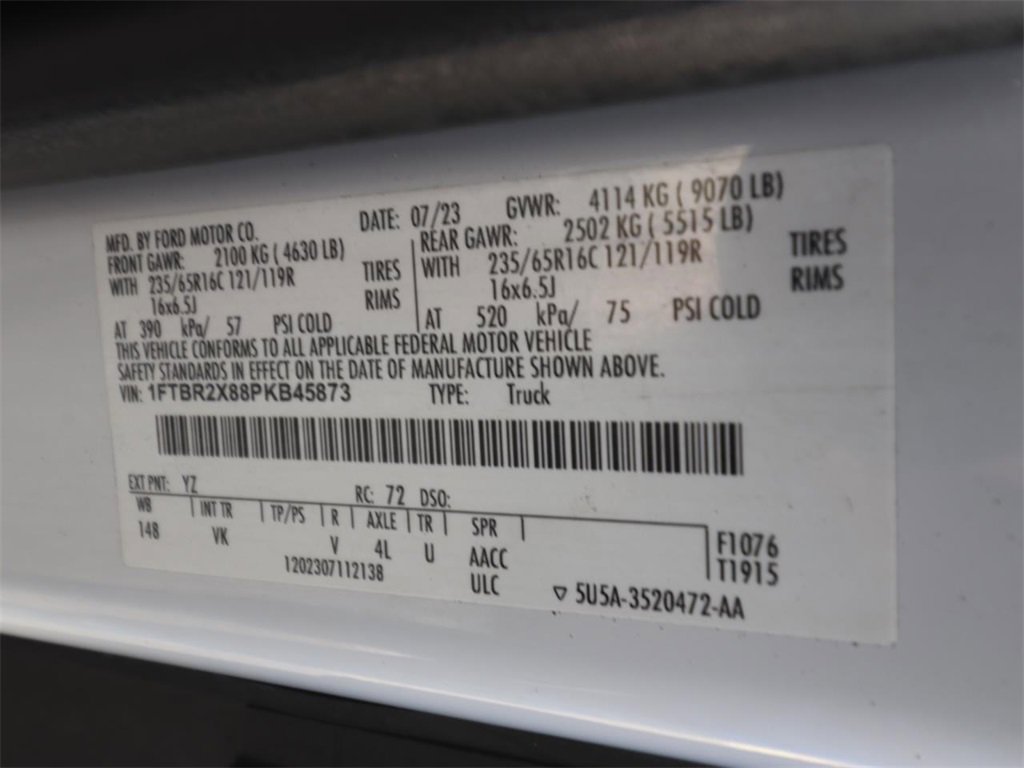 MFD. BY FORD MOTOR CO. DATE: 07/23 GVWR: 4114 KG ( 9070 LB)
FRONT GAWR: 2100 KG ( 4630 LB) REAR GAWR: 2502 KG ( 5515 LB)
WITH 235/65R16C 121/119R TIRES WITH 235/65R16C 121/119R TIRES
16x6.5J RIMS 16x6.5J RIMS
AT 390 kPa/ 57 PSI COLD AT 520 kPa/ 75 PSI COLD
THIS VEHICLE CONFORMS TO ALL APPLICABLE FEDERAL MOTOR VEHICLE
SAFETY STANDARDS IN EFFECT ON THE DATE OF MANUFACTURE SHOWN ABOVE.
VIN: 1FTBR2X88PKB45873 TYPE: Truck
EXT PNT: YZ RC: 72 DSO:
WB INT TR TP/PS R AXLE TR SPR
148 VK V 4L U AACC F1076
1202307112138 ULC T1915
5U5A-3520472-AA